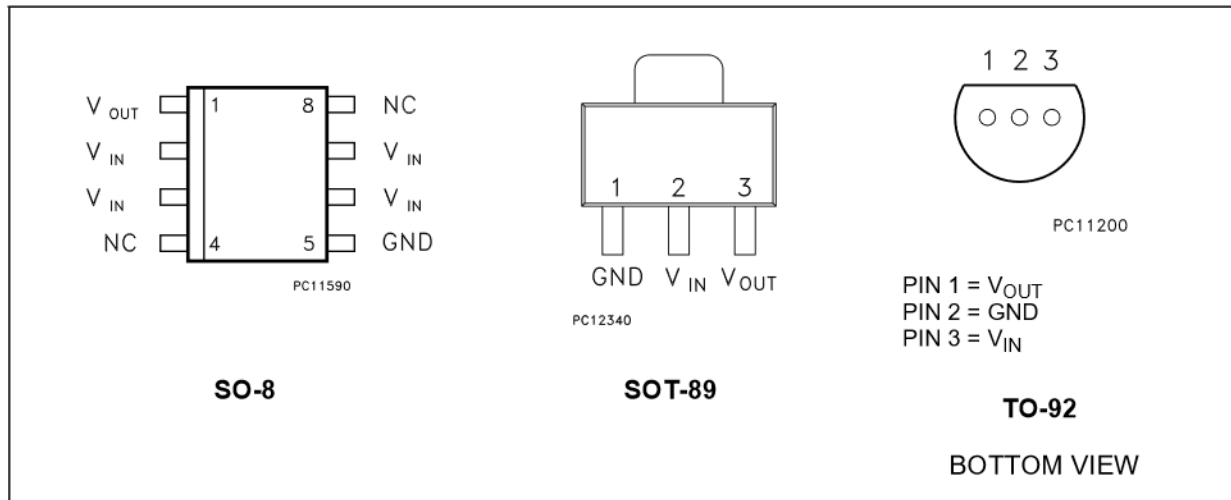 V OUT 1 8 NC
V IN V IN
V IN V IN
NC 4 5 GND
PC11590
SO-8
1 2 3
GND V IN V OUT
PC12340
SOT-89
1 2 3
PC11200
PIN 1 = VOUT
PIN 2 = GND
PIN 3 = VIN
TO-92
BOTTOM VIEW